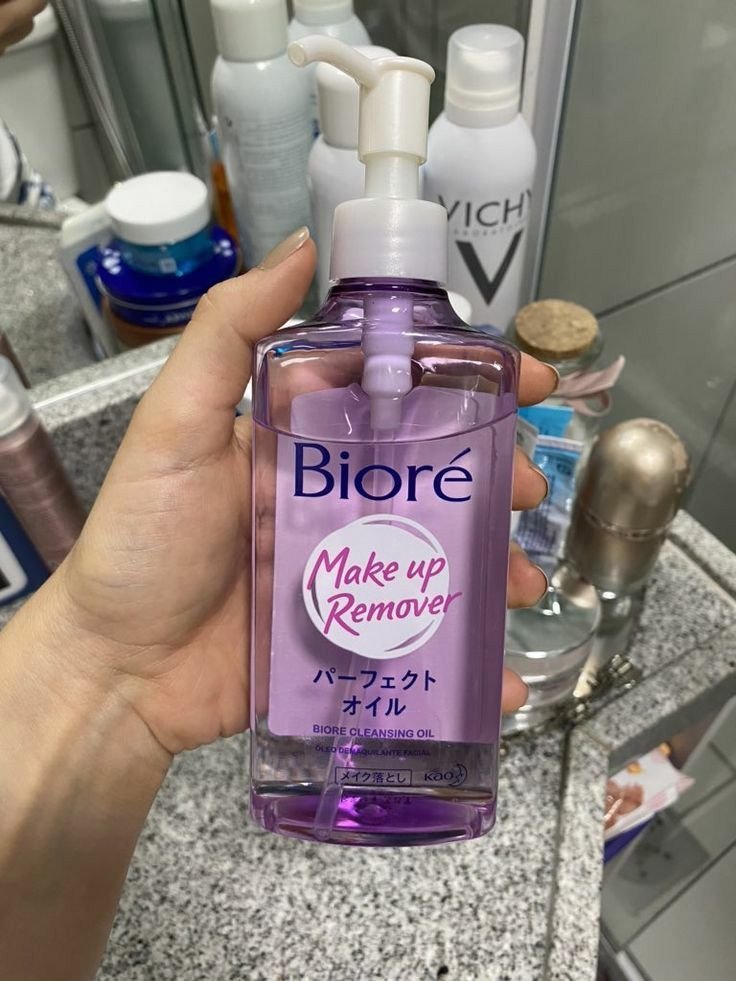 VICHY
LABORATOIRES
Bioré
Make up
Remover
パーフェクト
オイル
BIORE CLEANSING OIL
ÓLEO DEMAQUILANTE FACIAL
メイク落とし
Kao